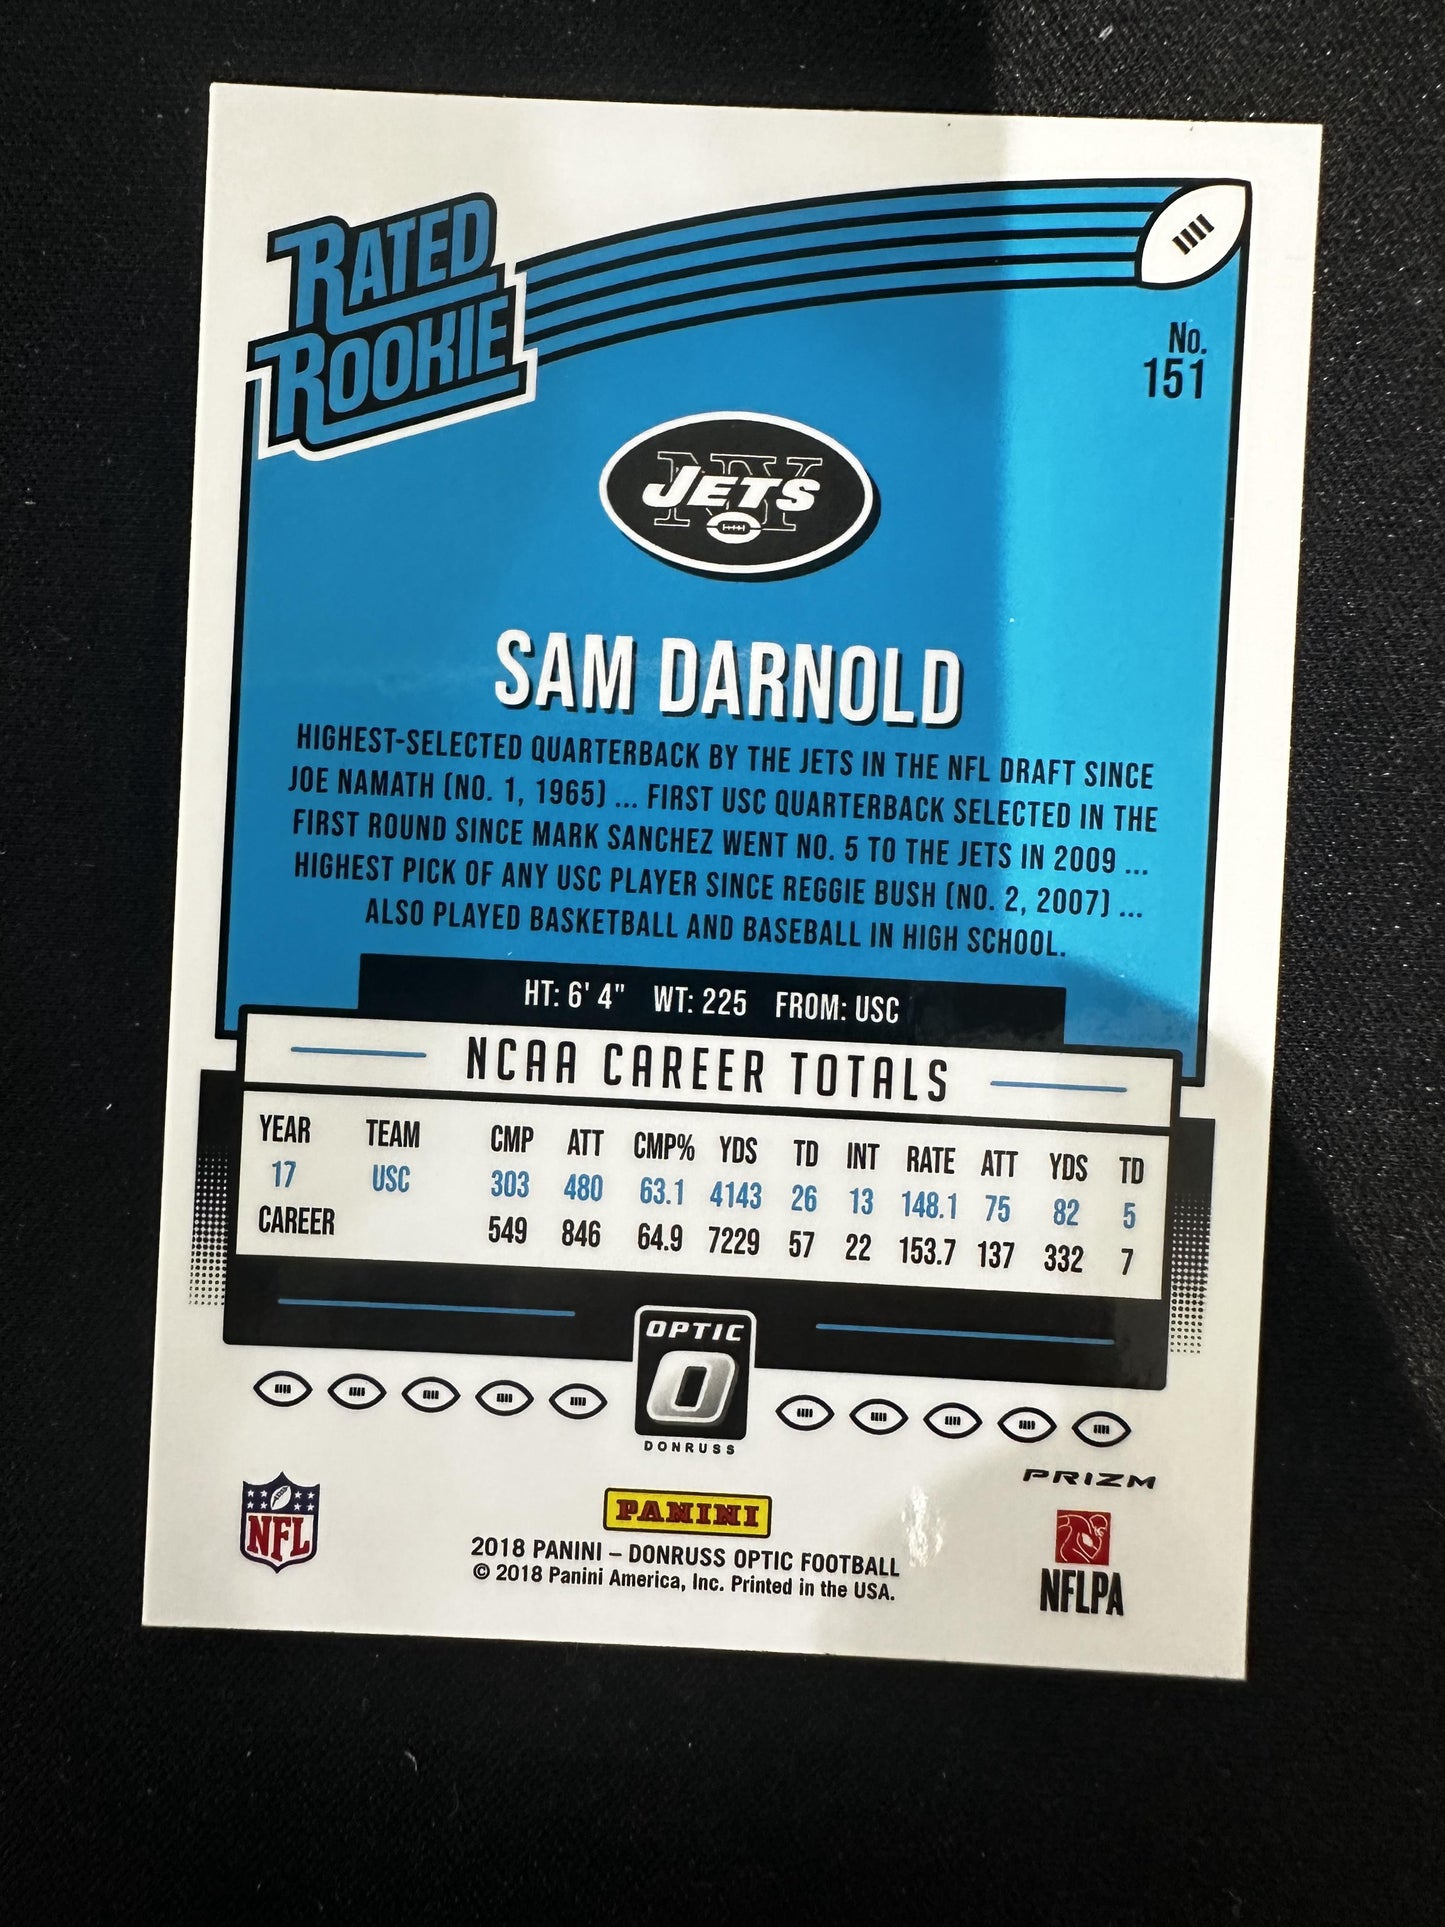 RATED
ROOKIE
No.
151
NY
JETS
SAM DARNOLD
HIGHEST-SELECTED QUARTERBACK BY THE JETS IN THE NFL DRAFT SINCE
JOE NAMATH (NO. 1, 1965) ... FIRST USC QUARTERBACK SELECTED IN THE
FIRST ROUND SINCE MARK SANCHEZ WENT NO. 5 TO THE JETS IN 2009 ...
HIGHEST PICK OF ANY USC PLAYER SINCE REGGIE BUSH (NO. 2, 2007) ...
ALSO PLAYED BASKETBALL AND BASEBALL IN HIGH SCHOOL.
HT: 6' 4" WT: 225 FROM: USC
NCAA CAREER TOTALS
YEAR TEAM CMP ATT CMP% YDS TD INT RATE ATT YDS TD
17 USC 303 480 63.1 4143 26 13 148.1 75 82 5
CAREER 549 846 64.9 7229 57 22 153.7 137 332 7
OPTIC
O
DONRUSS
PRIZM
NFL
PANINI
2018 PANINI – DONRUSS OPTIC FOOTBALL
© 2018 Panini America, Inc. Printed in the USA.
NFLPA